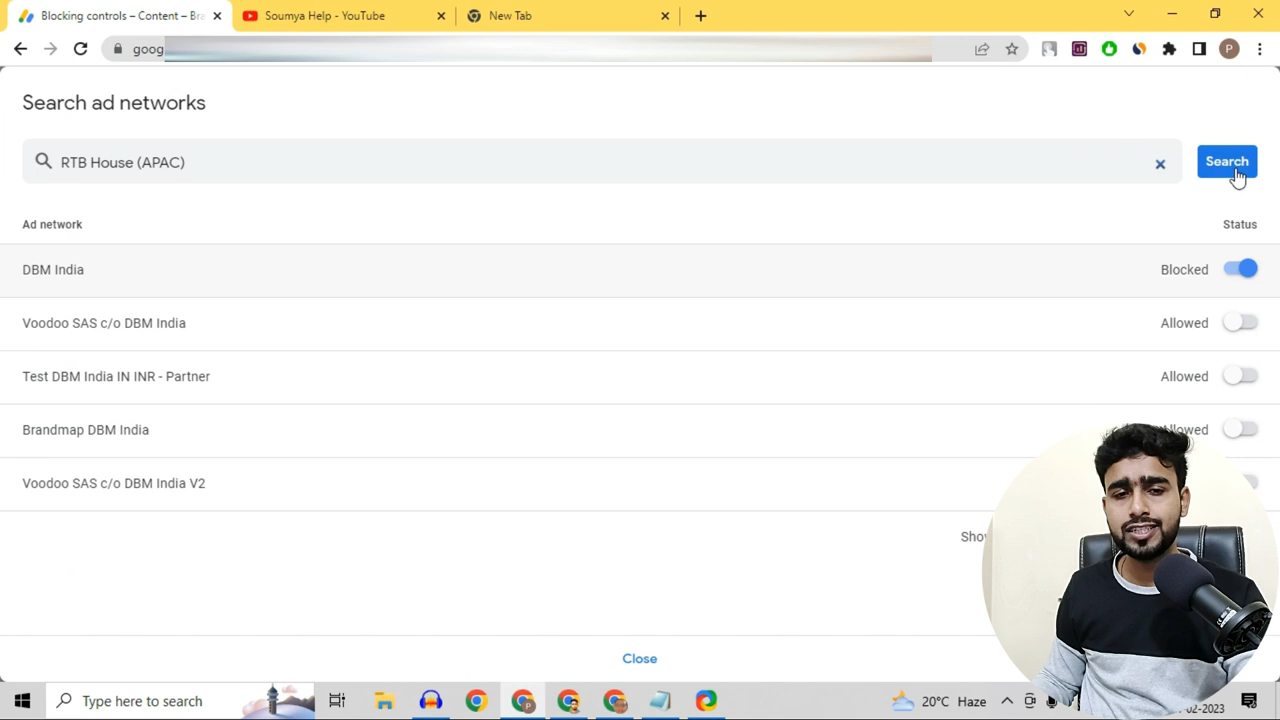 Blocking controls – Content – Bra
Soumya Help - YouTube
New Tab
goog
P
Search ad networks
RTB House (APAC)
Search
Ad network
Status
DBM India
Blocked
Voodoo SAS c/o DBM India
Allowed
Test DBM India IN INR - Partner
Allowed
Brandmap DBM India
Voodoo SAS c/o DBM India V2
Close
Type here to search
20°C Haze